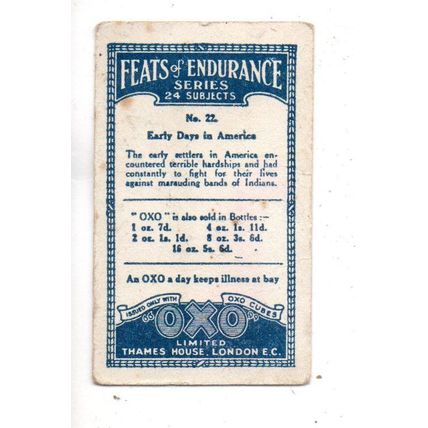 FEATS of ENDURANCE
SERIES
24 SUBJECTS
No. 22.
Early Days in America
The early settlers in America en-
countered terrible hardships and had
constantly to fight for their lives
against marauding bands of Indians.
"OXO" is also sold in Bottles :—
1 oz. 7d. 4 oz. 1s. 11d.
2 oz. 1s. 1d. 8 oz. 3s. 6d.
16 oz. 5s. 6d.
An OXO a day keeps illness at bay
ISSUED ONLY WITH OXO CUBES
"OXO"
LIMITED
THAMES HOUSE, LONDON E.C.